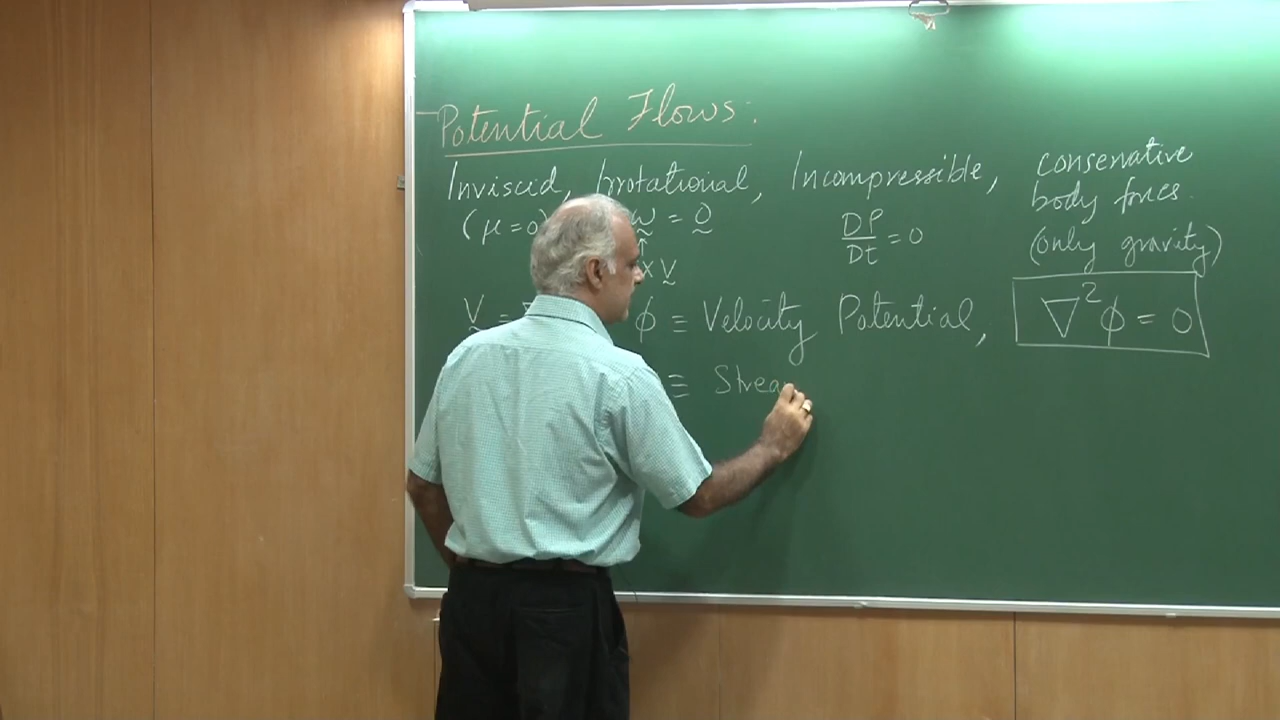 Potential Flows:
Inviscid, Irrotational, Incompressible, conservative body forces.
(μ=0) ω = 0 DP/Dt = 0 (only gravity)
× V
V = φ ≡ Velocity Potential, ∇²φ = 0
≡ Strea